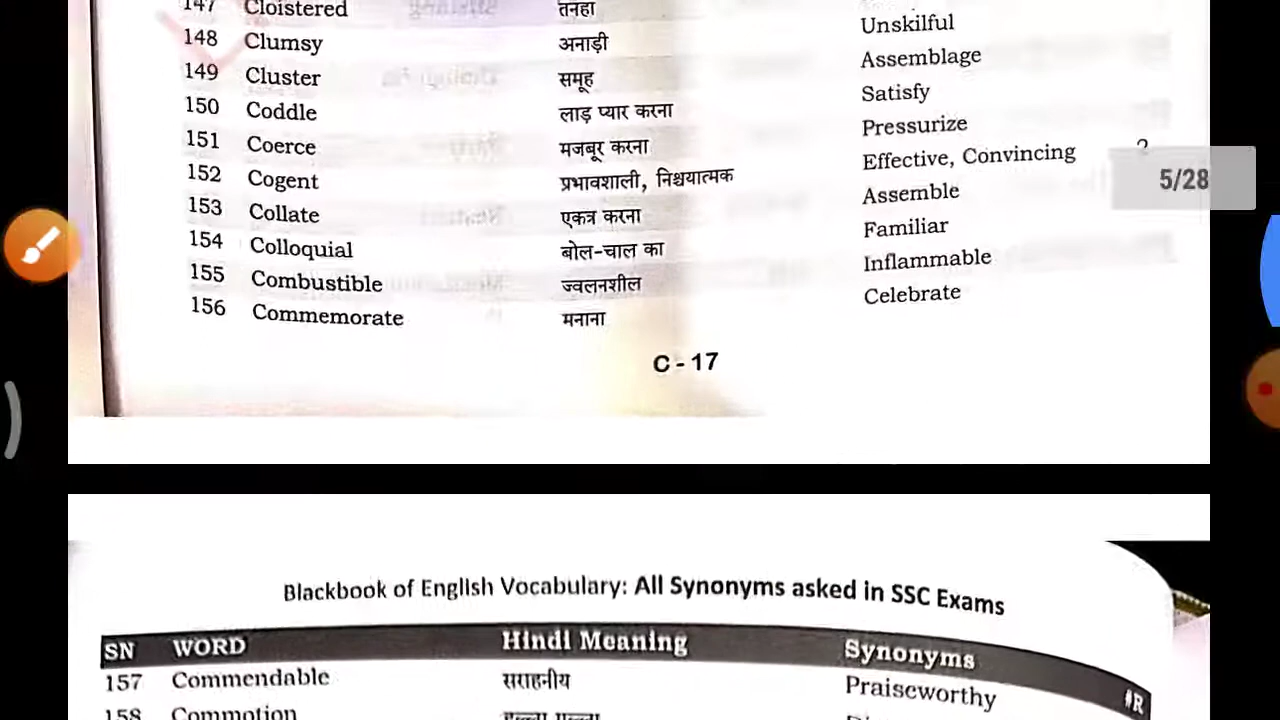 147 Cloistered तनहा
148 Clumsy अनाड़ी Unskilful
149 Cluster समूह Assemblage
150 Coddle लाड़ प्यार करना Satisfy
151 Coerce मजबूर करना Pressurize
152 Cogent प्रभावशाली, निश्चयात्मक Effective, Convincing 2
153 Collate एकत्र करना Assemble
154 Colloquial बोल-चाल का Familiar
155 Combustible ज्वलनशील Inflammable
156 Commemorate मनाना Celebrate
C - 17
5/28
Blackbook of English Vocabulary: All Synonyms asked in SSC Exams
SN WORD Hindi Meaning Synonyms #R
157 Commendable सराहनीय Praiseworthy
158 Commotion